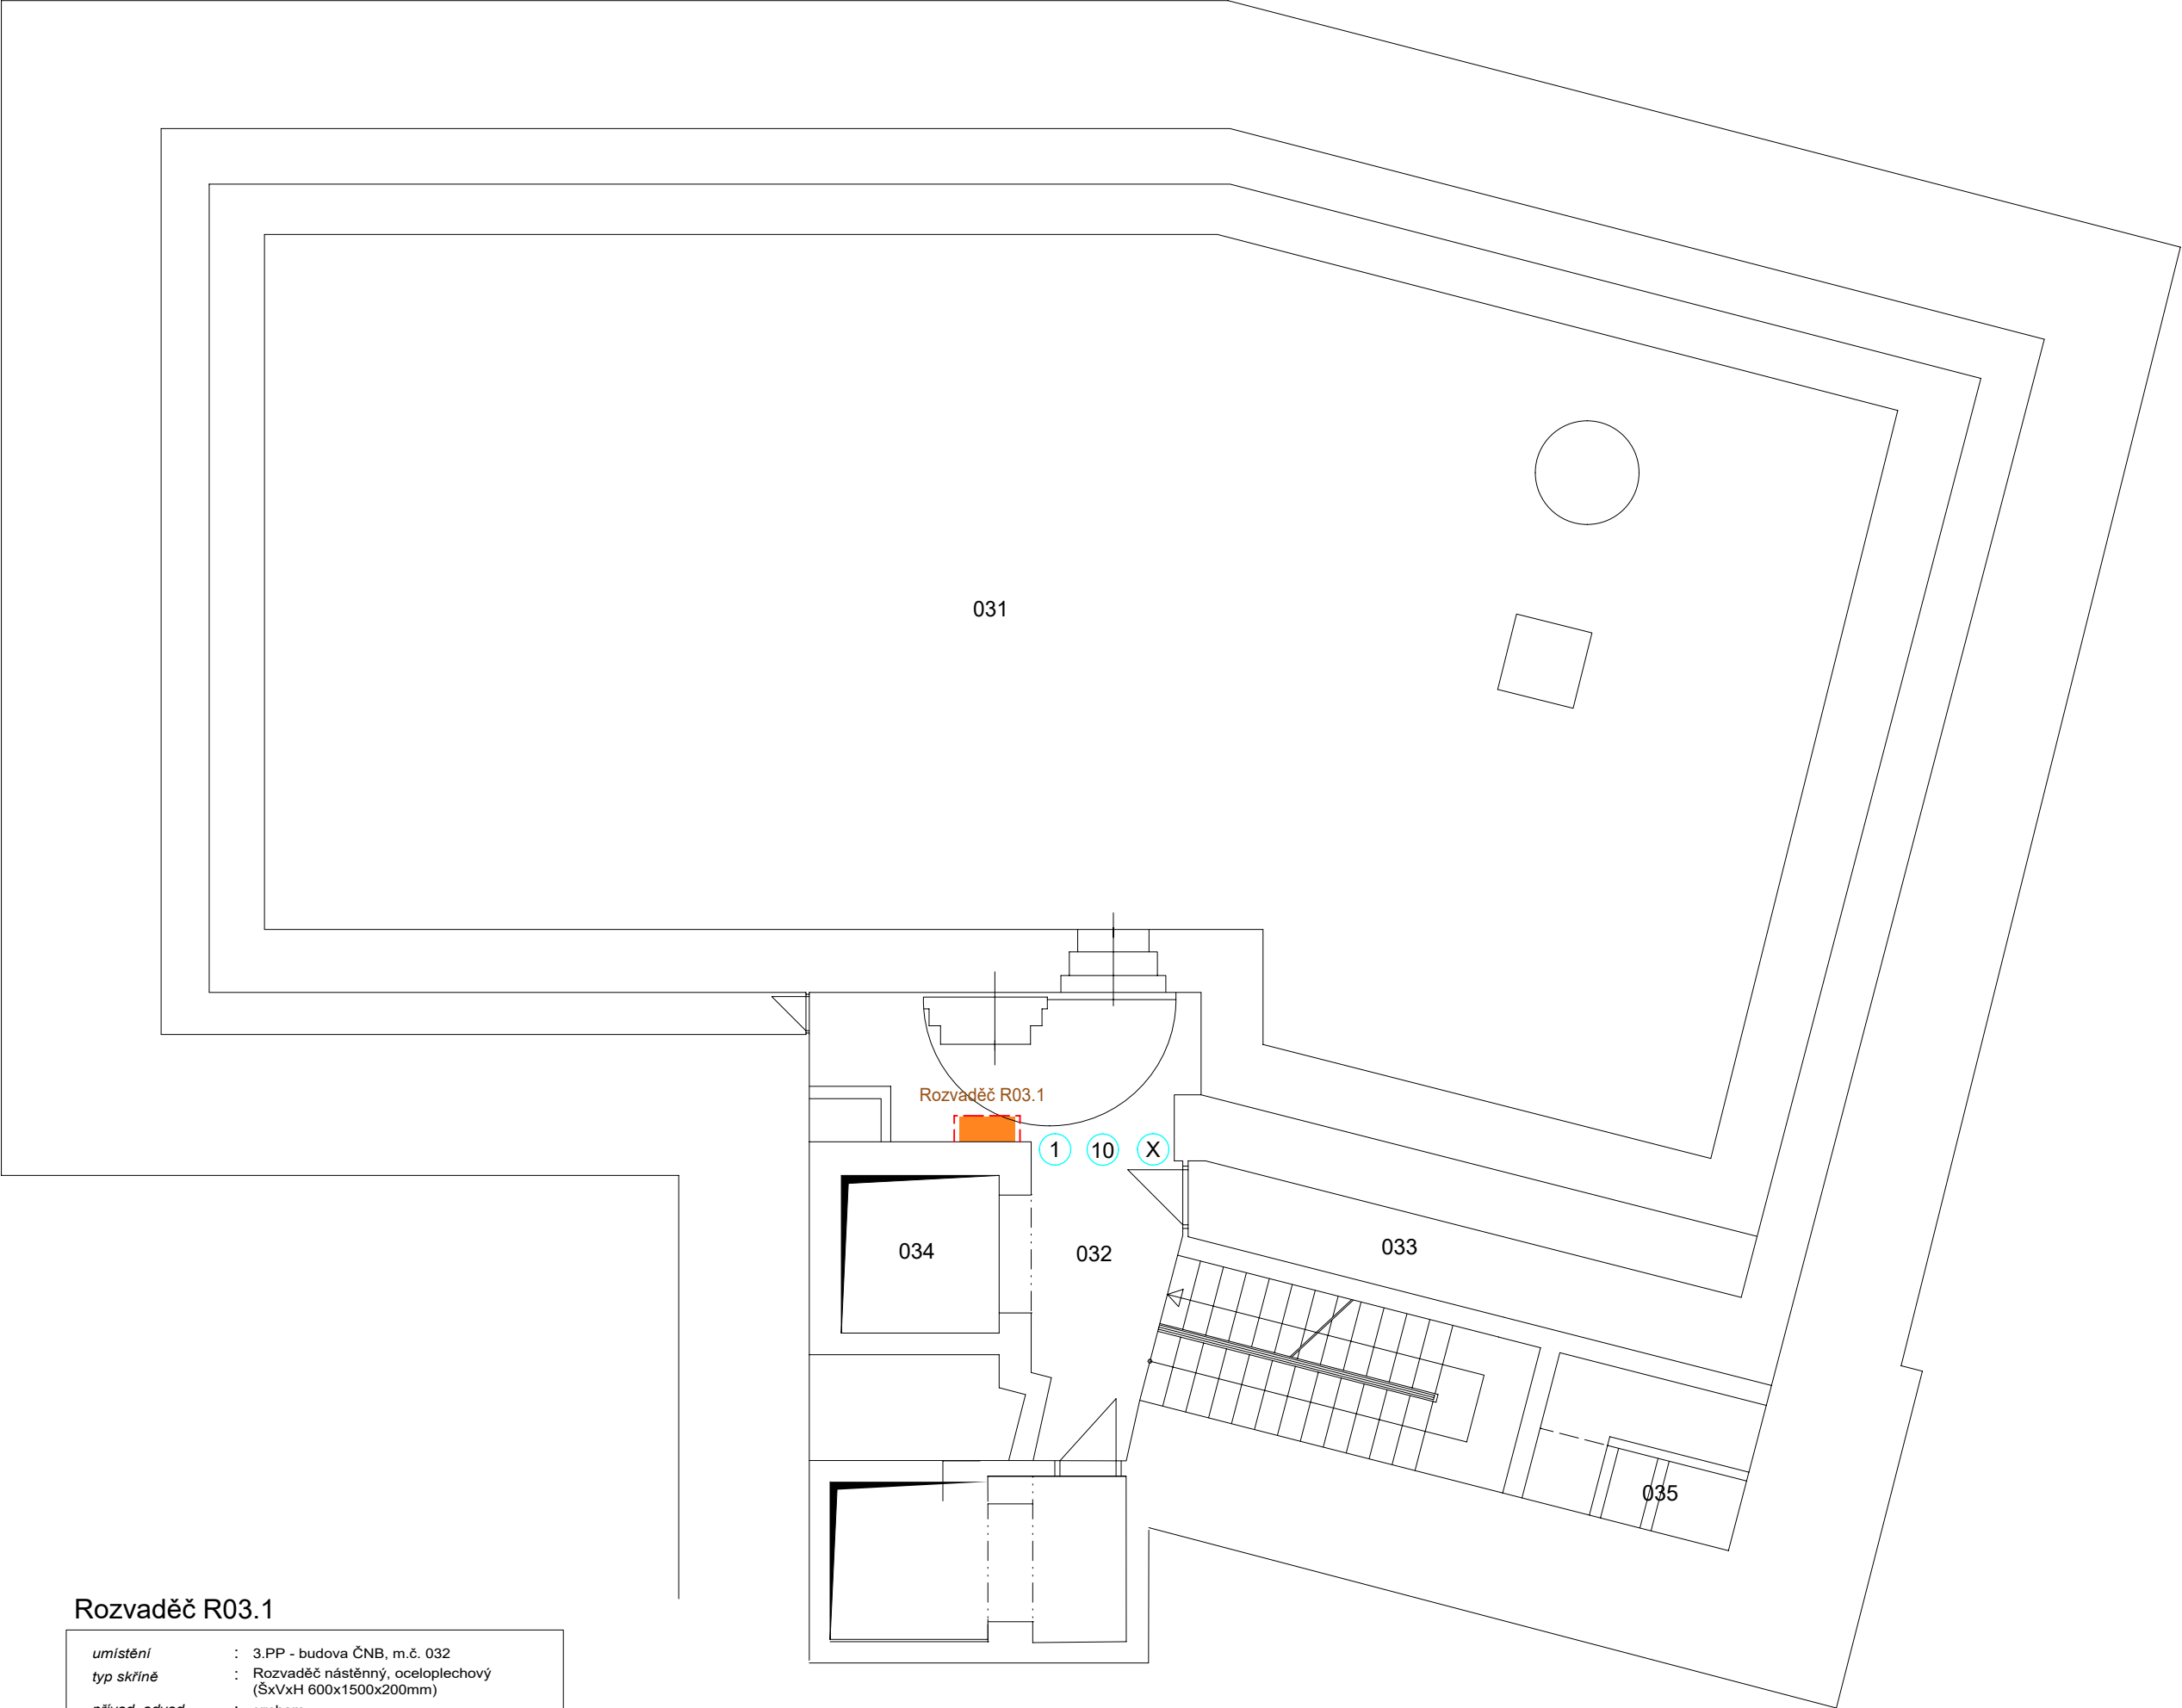 031
Rozvaděč R03.1
1 10 X
034
032
033
035
Rozvaděč R03.1
umístění : 3.PP - budova ČNB, m.č. 032
typ skříně : Rozvaděč nástěnný, oceloplechový
(ŠxVxH 600x1500x200mm)